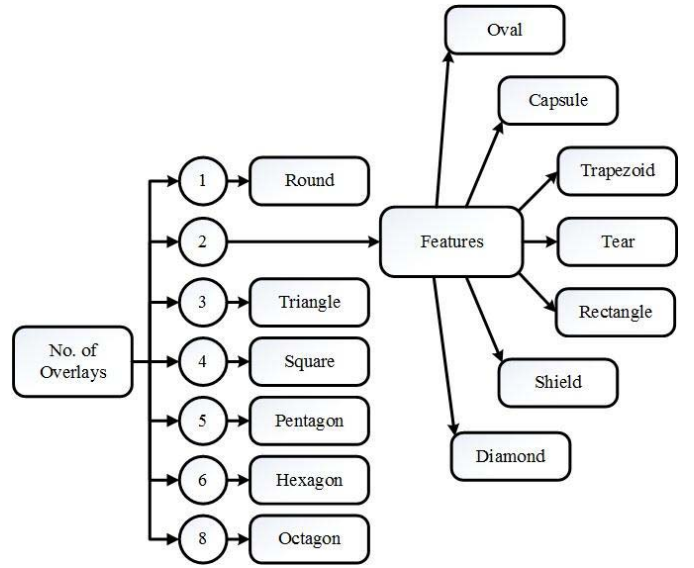 Oval
Capsule
1
Round
Trapezoid
2
Features
Tear
3
Triangle
Rectangle
No. of
Overlays
4
Square
Shield
5
Pentagon
Diamond
6
Hexagon
8
Octagon